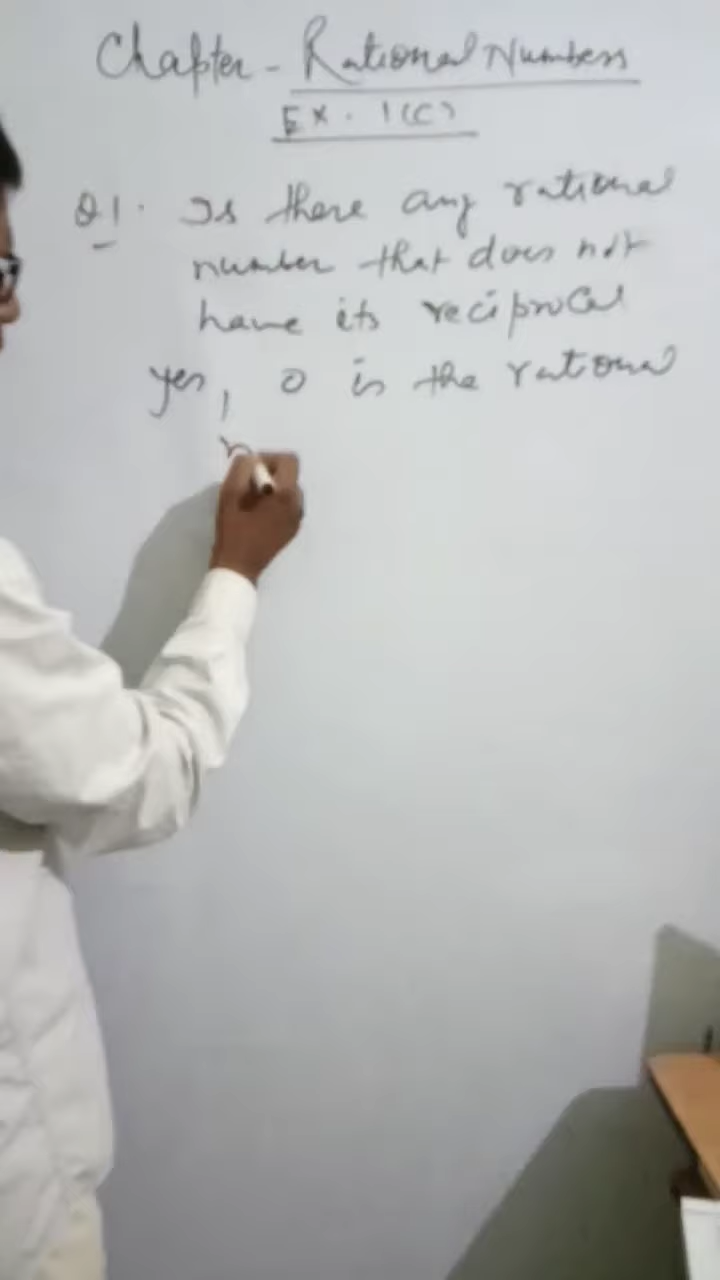 Chapter - Rational Numbers
Ex. 1(C)
Q1. Is there any rational
number that does not
have its reciprocal
yes, 0 is the rational
n